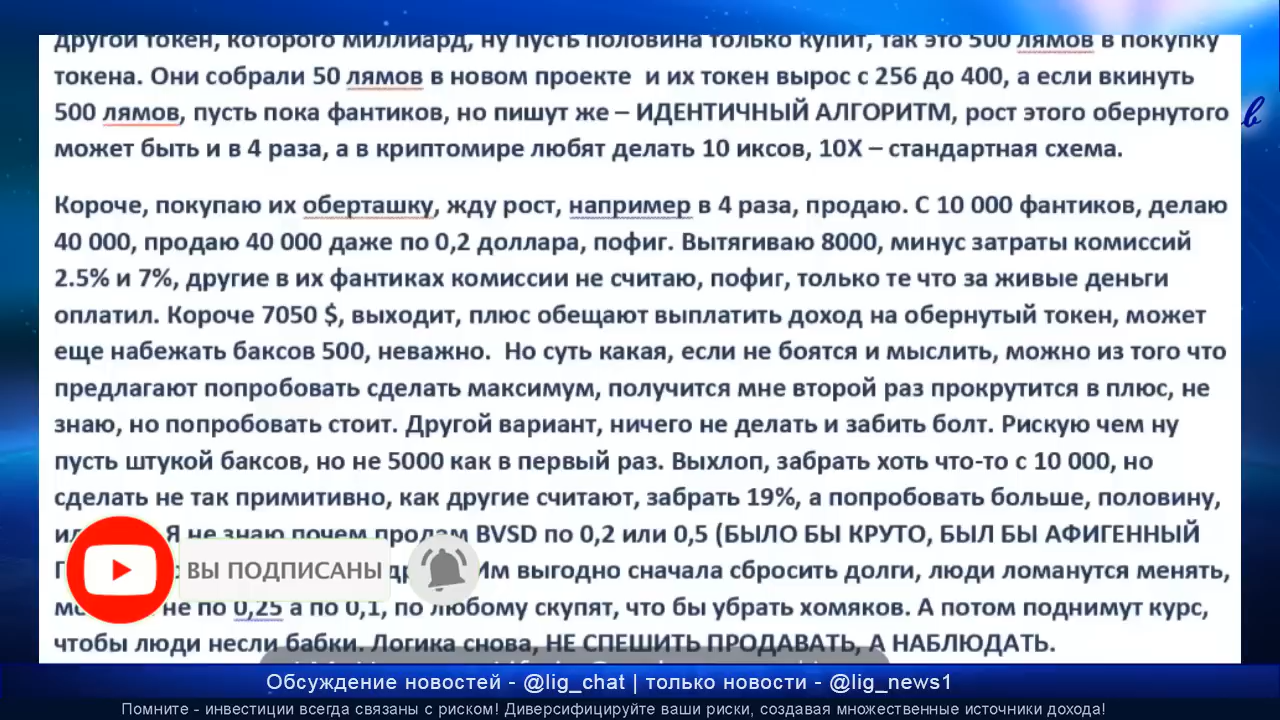 другой токен, которого миллиард, ну пусть половина только купит, так это 500 лямов в покупку
токена. Они собрали 50 лямов в новом проекте и их токен вырос с 256 до 400, а если вкинуть
500 лямов, пусть пока фантиков, но пишут же – ИДЕНТИЧНЫЙ АЛГОРИТМ, рост этого обернутого
может быть и в 4 раза, а в криптомире любят делать 10 иксов, 10Х – стандартная схема.
Короче, покупаю их оберташку, жду рост, например в 4 раза, продаю. С 10 000 фантиков, делаю
40 000, продаю 40 000 даже по 0,2 доллара, пофиг. Вытягиваю 8000, минус затраты комиссий
2.5% и 7%, другие в их фантиках комиссии не считаю, пофиг, только те что за живые деньги
оплатил. Короче 7050 $, выходит, плюс обещают выплатить доход на обернутый токен, может
еще набежать баксов 500, неважно. Но суть какая, если не боятся и мыслить, можно из того что
предлагают попробовать сделать максимум, получится мне второй раз прокрутится в плюс, не
знаю, но попробовать стоит. Другой вариант, ничего не делать и забить болт. Рискую чем ну
пусть штукой баксов, но не 5000 как в первый раз. Выхлоп, забрать хоть что-то с 10 000, но
сделать не так примитивно, как другие считают, забрать 19%, а попробовать больше, половину,
Я не знаю почем продам BVSD по 0,2 или 0,5 (БЫЛО БЫ КРУТО, БЫЛ БЫ АФИГЕННЫЙ
ВЫ ПОДПИСАНЫ Им выгодно сначала сбросить долги, люди ломанутся менять,
не по 0,25 а по 0,1, по любому скупят, что бы убрать хомяков. А потом поднимут курс,
чтобы люди несли бабки. Логика снова, НЕ СПЕШИТЬ ПРОДАВАТЬ, А НАБЛЮДАТЬ.
Обсуждение новостей - @lig_chat | только новости - @lig_news1
Помните - инвестиции всегда связаны с риском! Диверсифицируйте ваши риски, создавая множественные источники дохода!